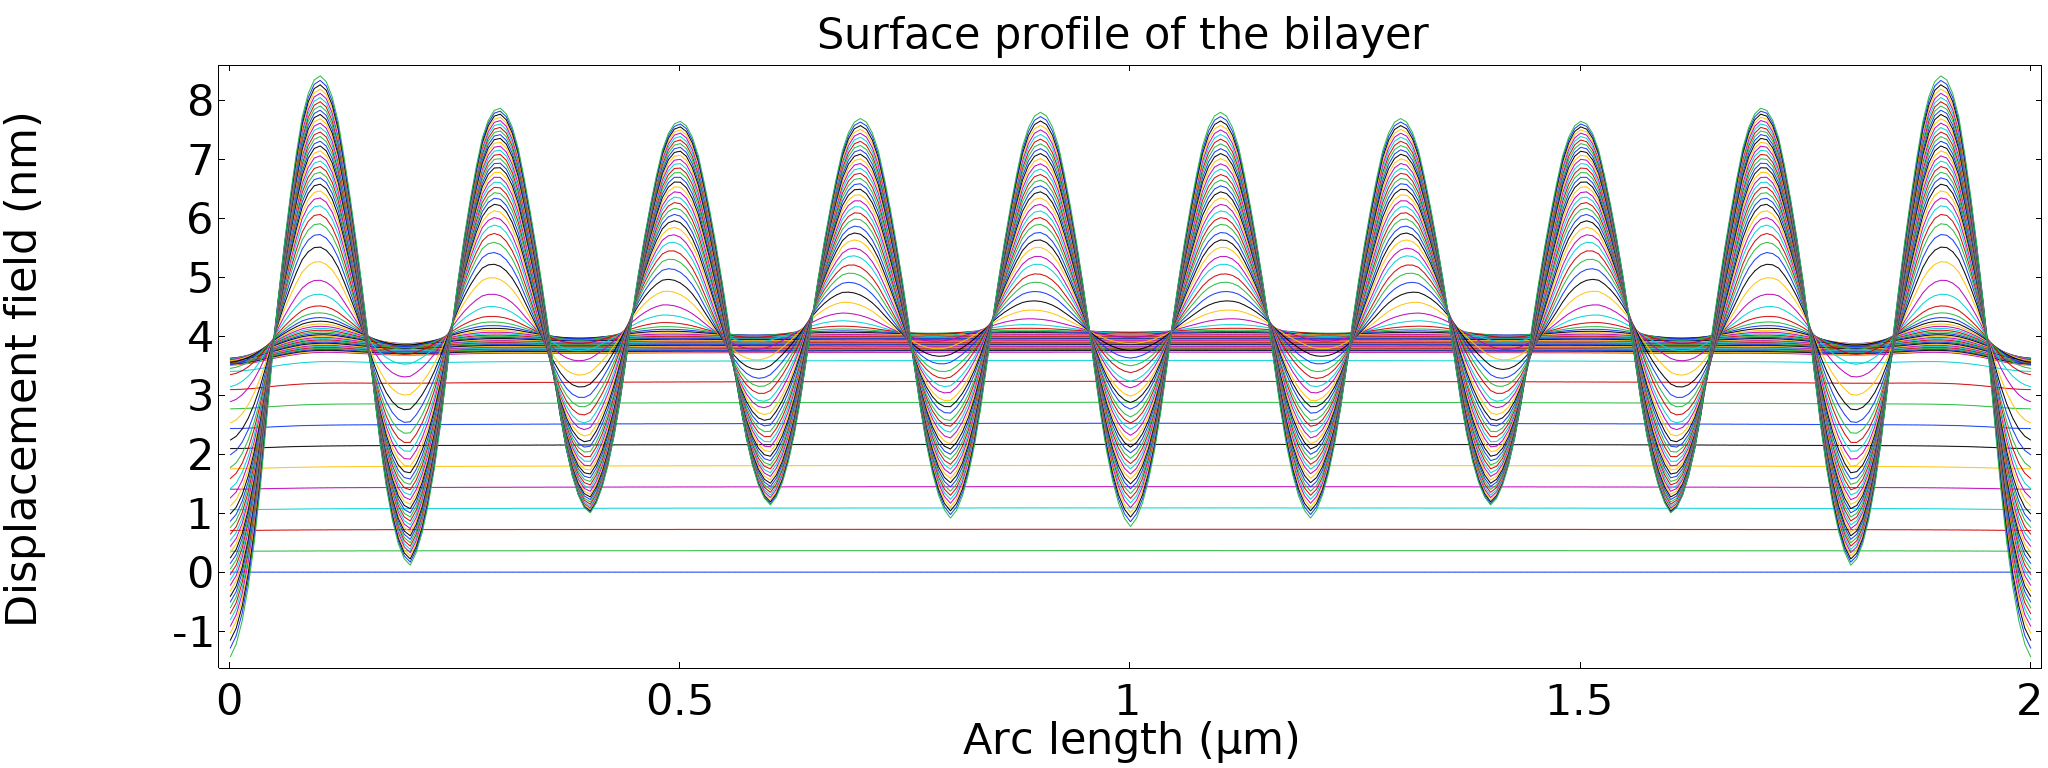 Surface profile of the bilayer
Displacement field (nm)
8
7
6
5
4
3
2
1
0
-1
0 0.5 1 1.5 2
Arc length (µm)